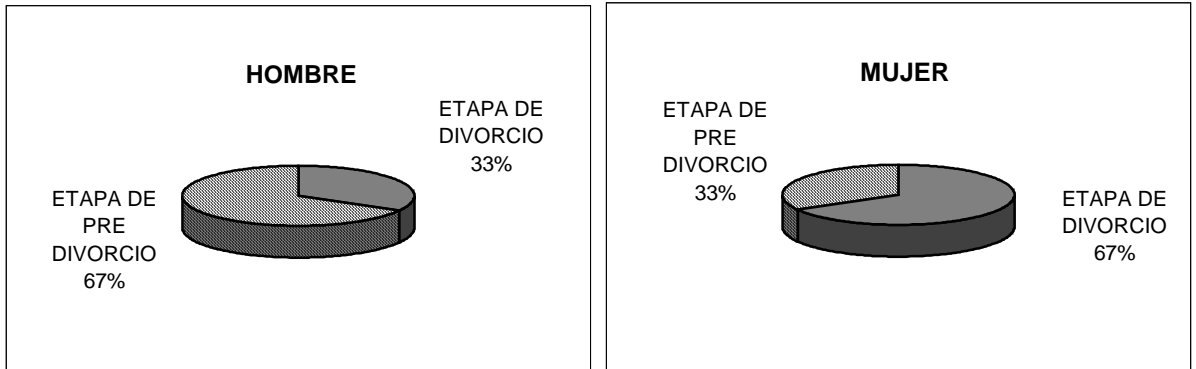 HOMBRE
ETAPA DE
DIVORCIO
33%
ETAPA DE
PRE
DIVORCIO
67%
MUJER
ETAPA DE
PRE
DIVORCIO
33%
ETAPA DE
DIVORCIO
67%